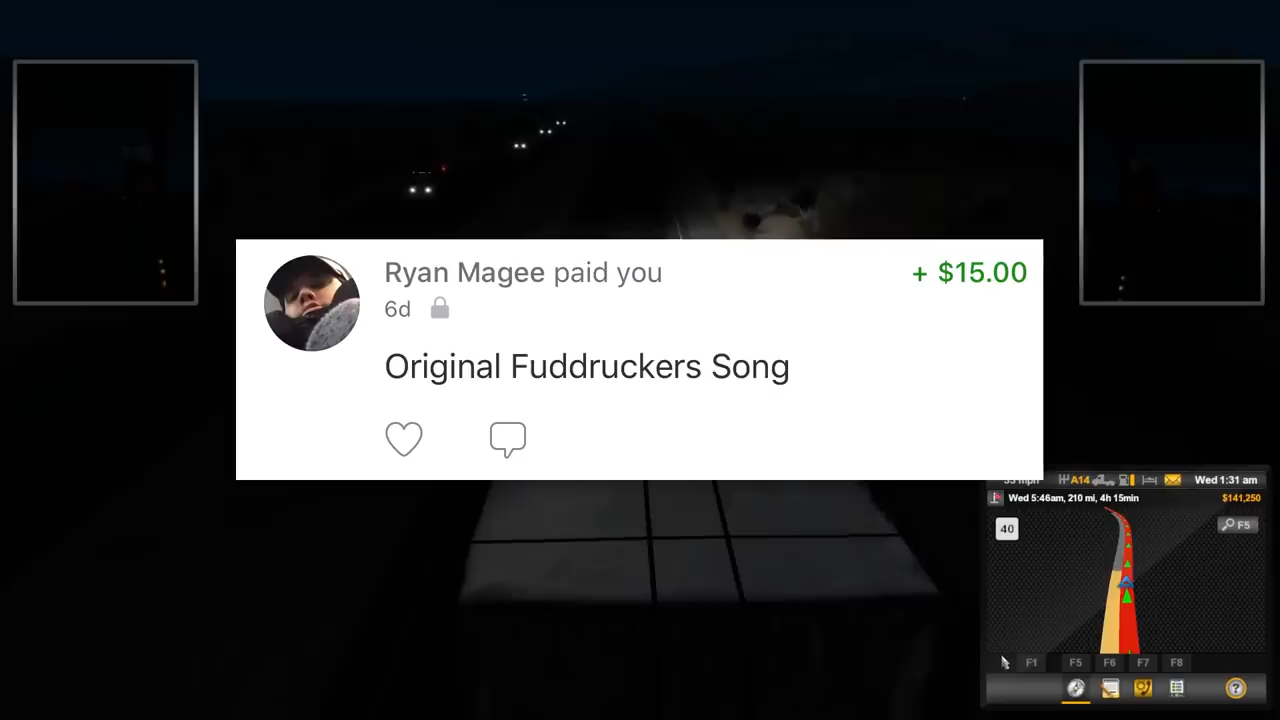 Ryan Magee paid you
+ $15.00
6d
Original Fuddruckers Song
A14
Wed 1:31 am
Wed 5:46am, 210 mi, 4h 15min
$141,250
40
F5
F1
F5
F6
F7
F8
?